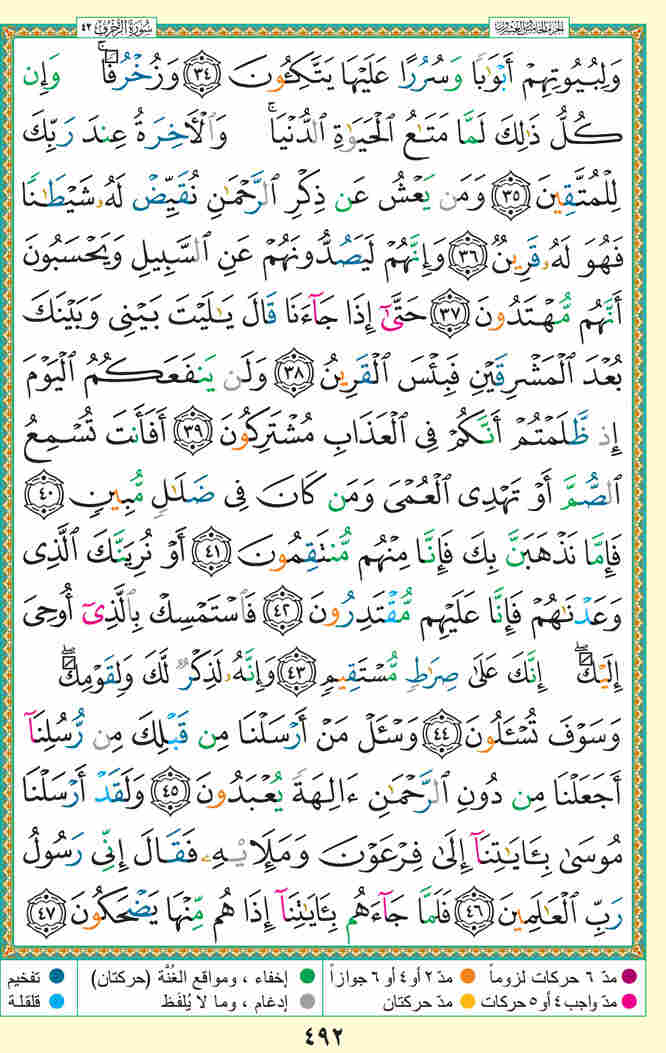 الجزء الخامس والعشرون
سُورَةُ الزُّخْرُفِ ٤٣
وَلِبُيُوتِهِمْ أَبْوَٰبًا وَسُرُرًا عَلَيْهَا يَتَّكِـُٔونَ ٣٤ وَزُخْرُفًا ۚ وَإِن
كُلُّ ذَٰلِكَ لَمَّا مَتَـٰعُ ٱلْحَيَوٰةِ ٱلدُّنْيَا ۚ وَٱلْـَٔاخِرَةُ عِندَ رَبِّكَ
لِلْمُتَّقِينَ ٣٥ وَمَن يَعْشُ عَن ذِكْرِ ٱلرَّحْمَـٰنِ نُقَيِّضْ لَهُۥ شَيْطَـٰنًا
فَهُوَ لَهُۥ قَرِينٌ ٣٦ وَإِنَّهُمْ لَيَصُدُّونَهُمْ عَنِ ٱلسَّبِيلِ وَيَحْسَبُونَ
أَنَّهُم مُّهْتَدُونَ ٣٧ حَتَّىٰٓ إِذَا جَآءَنَا قَالَ يَـٰلَيْتَ بَيْنِى وَبَيْنَكَ
بُعْدَ ٱلْمَشْرِقَيْنِ فَبِئْسَ ٱلْقَرِينُ ٣٨ وَلَن يَنفَعَكُمُ ٱلْيَوْمَ
إِذ ظَّلَمْتُمْ أَنَّكُمْ فِى ٱلْعَذَابِ مُشْتَرِكُونَ ٣٩ أَفَأَنتَ تُسْمِعُ
ٱلصُّمَّ أَوْ تَهْدِى ٱلْعُمْىَ وَمَن كَانَ فِى ضَلَـٰلٍ مُّبِينٍ ٤٠
فَإِمَّا نَذْهَبَنَّ بِكَ فَإِنَّا مِنْهُم مُّنتَقِمُونَ ٤١ أَوْ نُرِيَنَّكَ ٱلَّذِى
وَعَدْنَـٰهُمْ فَإِنَّا عَلَيْهِم مُّقْتَدِرُونَ ٤٢ فَٱسْتَمْسِكْ بِٱلَّذِىٓ أُوحِىَ
إِلَيْكَ ۖ إِنَّكَ عَلَىٰ صِرَٰطٍ مُّسْتَقِيمٍ ٤٣ وَإِنَّهُۥ لَذِكْرٌ لَّكَ وَلِقَوْمِكَ ۖ
وَسَوْفَ تُسْـَٔلُونَ ٤٤ وَسْـَٔلْ مَنْ أَرْسَلْنَا مِن قَبْلِكَ مِن رُّسُلِنَآ
أَجَعَلْنَا مِن دُونِ ٱلرَّحْمَـٰنِ ءَالِهَةً يُعْبَدُونَ ٤٥ وَلَقَدْ أَرْسَلْنَا
مُوسَىٰ بِـَٔايَـٰتِنَآ إِلَىٰ فِرْعَوْنَ وَمَلَإِي۟هِۦ فَقَالَ إِنِّى رَسُولُ
رَبِّ ٱلْعَـٰلَمِينَ ٤٦ فَلَمَّا جَآءَهُم بِـَٔايَـٰتِنَآ إِذَا هُم مِّنْهَا يَضْحَكُونَ ٤٧
مدّ ٦ حركات لزوماً مدّ ٢ أو ٤ أو ٦ جوازاً إخفاء ، ومواقع الغُنَّة (حركتان) تفخيم
مدّ واجب ٤ أو ٥ حركات مدّ حركتان إدغام ، وما لا يُلفَظ قلقلة
٤٩٢